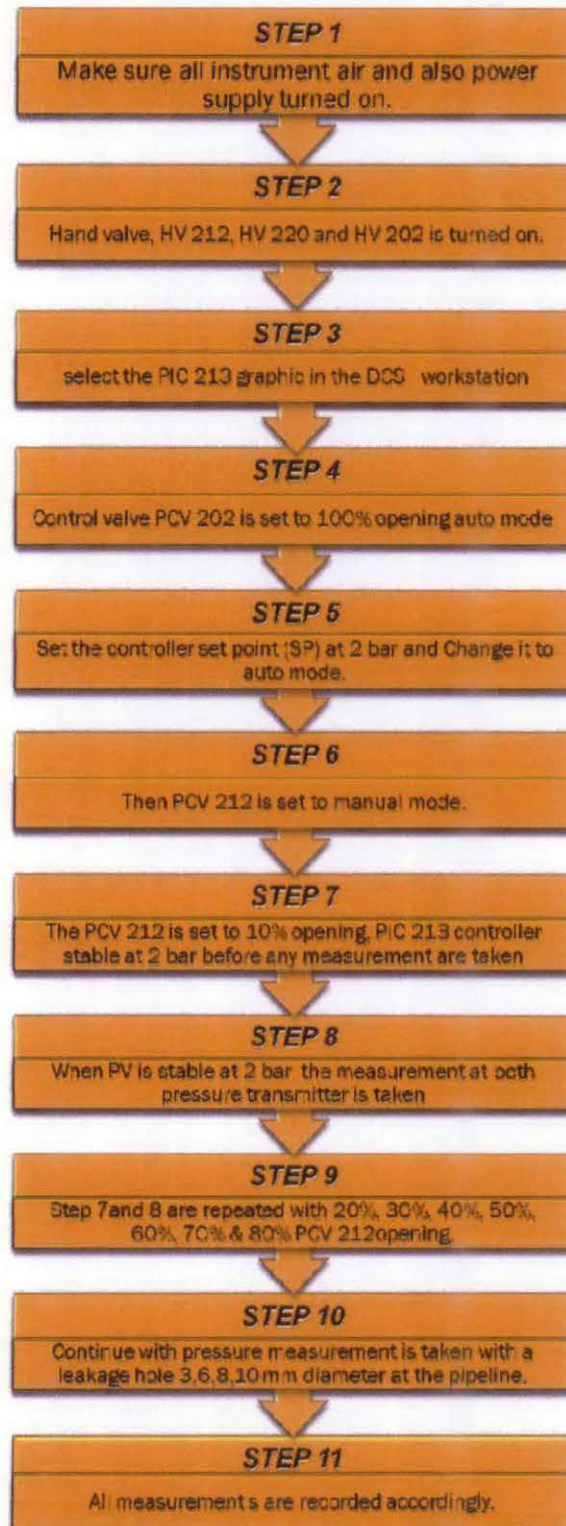 STEP 1
Make sure all instrument air and also power
supply turned on.
STEP 2
Hand valve, HV 212, HV 220 and HV 202 is turned on.
STEP 3
select the PIC 213 graphic in the DCS workstation
STEP 4
Control valve PCV 202 is set to 100% opening auto mode
STEP 5
Set the controller set point (SP) at 2 bar and Change it to
auto mode.
STEP 6
Then PCV 212 is set to manual mode.
STEP 7
The PCV 212 is set to 10% opening, PIC 213 controller
stable at 2 bar before any measurement are taken
STEP 8
When PV is stable at 2 bar the measurement at both
pressure transmitter is taken
STEP 9
Step 7and 8 are repeated with 20%, 30%, 40%, 50%,
60%, 70% & 80% PCV 212opening.
STEP 10
Continue with pressure measurement is taken with a
leakage hole 3,6,8,10 mm diameter at the pipeline.
STEP 11
All measurements are recorded accordingly.